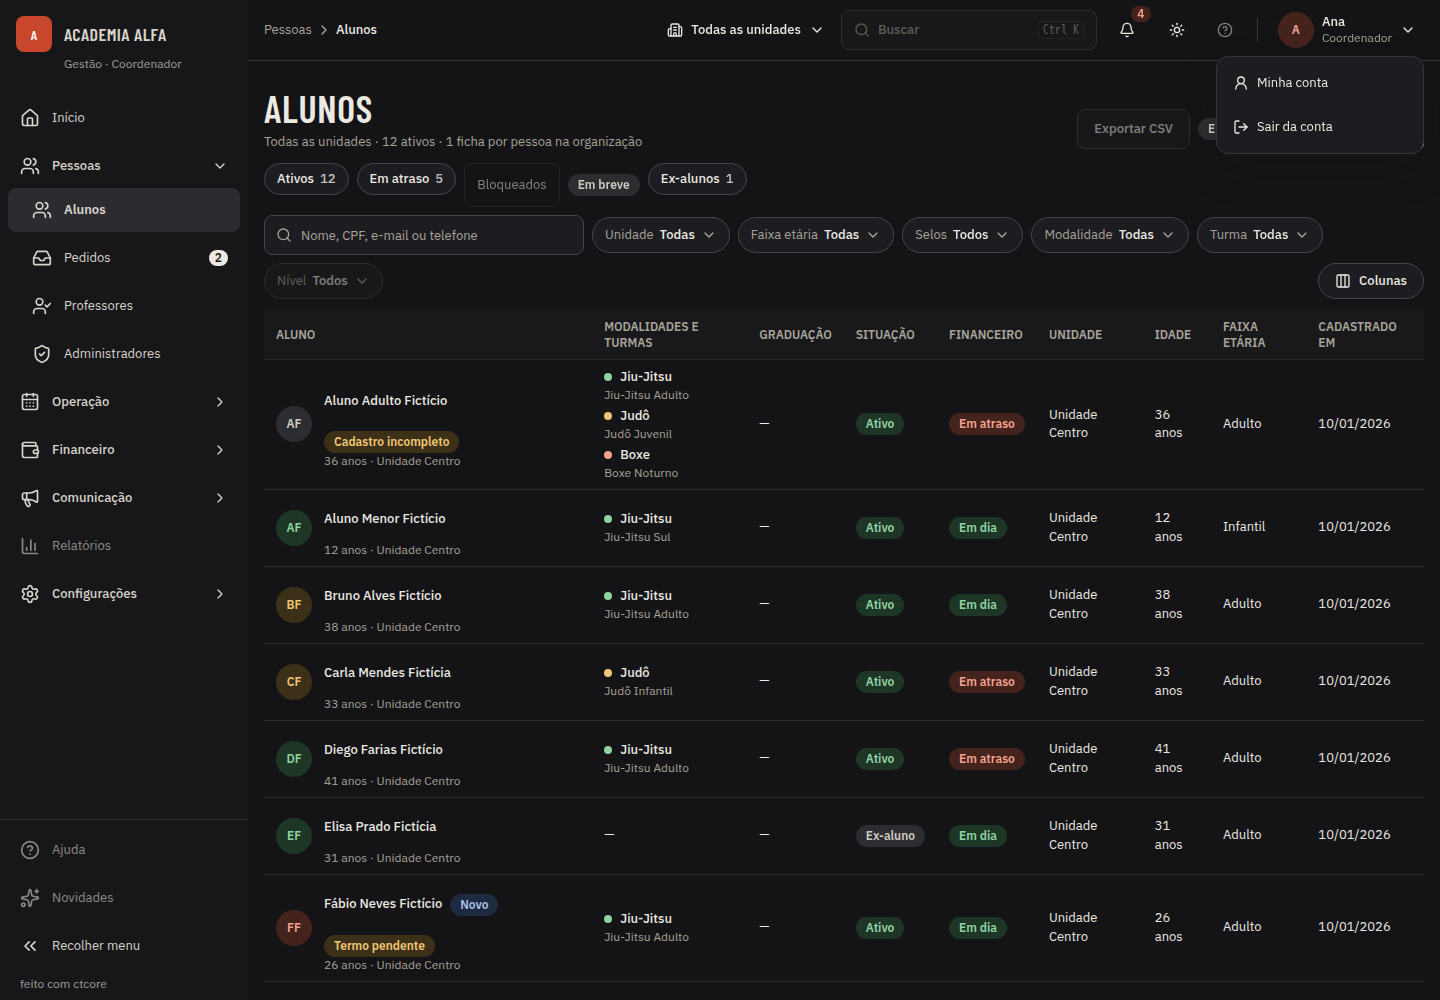 A
ACADEMIA ALFA
Gestão · Coordenador
Início
Pessoas
Alunos
Pedidos 2
Professores
Administradores
Operação
Financeiro
Comunicação
Relatórios
Configurações
Ajuda
Novidades
Recolher menu
feito com ctcore
Pessoas Alunos
Todas as unidades
Buscar Ctrl K
4
A
Ana
Coordenador
Minha conta
Sair da conta
ALUNOS
Todas as unidades · 12 ativos · 1 ficha por pessoa na organização
Exportar CSV
Ativos 12 Em atraso 5 Bloqueados Em breve Ex-alunos 1
Nome, CPF, e-mail ou telefone Unidade Todas Faixa etária Todas Selos Todos Modalidade Todas Turma Todas
Nível Todos Colunas
ALUNO MODALIDADES E TURMAS GRADUAÇÃO SITUAÇÃO FINANCEIRO UNIDADE IDADE FAIXA ETÁRIA CADASTRADO EM
AF Aluno Adulto Fictício
Cadastro incompleto
36 anos · Unidade Centro
Jiu-Jitsu
Jiu-Jitsu Adulto
Judô
Judô Juvenil
Boxe
Boxe Noturno
— Ativo Em atraso Unidade Centro 36 anos Adulto 10/01/2026
AF Aluno Menor Fictício
12 anos · Unidade Centro
Jiu-Jitsu
Jiu-Jitsu Sul
— Ativo Em dia Unidade Centro 12 anos Infantil 10/01/2026
BF Bruno Alves Fictício
38 anos · Unidade Centro
Jiu-Jitsu
Jiu-Jitsu Adulto
— Ativo Em dia Unidade Centro 38 anos Adulto 10/01/2026
CF Carla Mendes Fictícia
33 anos · Unidade Centro
Judô
Judô Infantil
— Ativo Em atraso Unidade Centro 33 anos Adulto 10/01/2026
DF Diego Farias Fictício
41 anos · Unidade Centro
Jiu-Jitsu
Jiu-Jitsu Adulto
— Ativo Em atraso Unidade Centro 41 anos Adulto 10/01/2026
EF Elisa Prado Fictícia
31 anos · Unidade Centro
— — Ex-aluno Em dia Unidade Centro 31 anos Adulto 10/01/2026
FF Fábio Neves Fictício Novo
Termo pendente
26 anos · Unidade Centro
Jiu-Jitsu
Jiu-Jitsu Adulto
— Ativo Em dia Unidade Centro 26 anos Adulto 10/01/2026